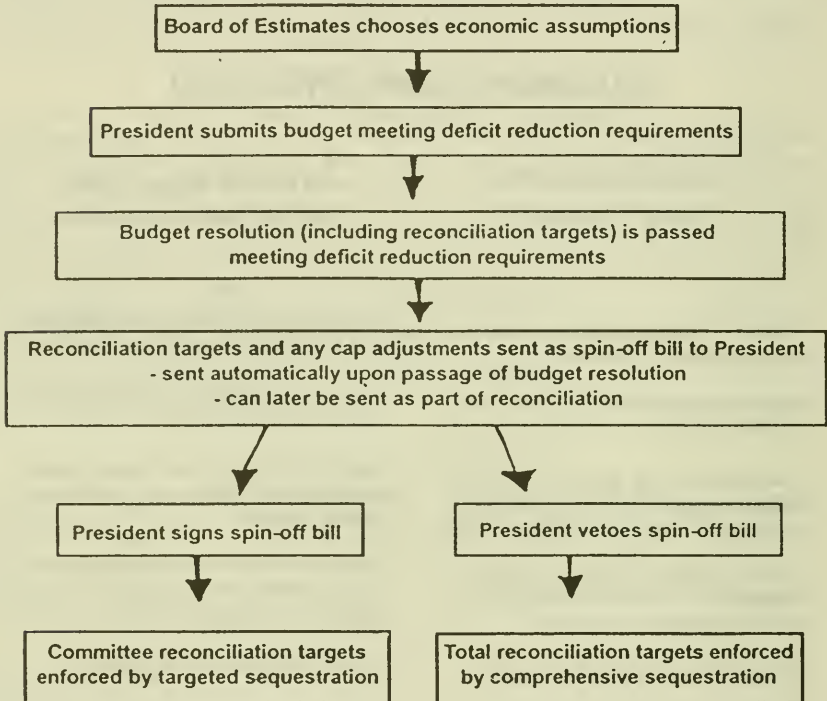 Board of Estimates chooses economic assumptions
President submits budget meeting deficit reduction requirements
Budget resolution (including reconciliation targets) is passed
meeting deficit reduction requirements
Reconciliation targets and any cap adjustments sent as spin-off bill to President
- sent automatically upon passage of budget resolution
- can later be sent as part of reconciliation
President signs spin-off bill
President vetoes spin-off bill
Committee reconciliation targets
enforced by targeted sequestration
Total reconciliation targets enforced
by comprehensive sequestration